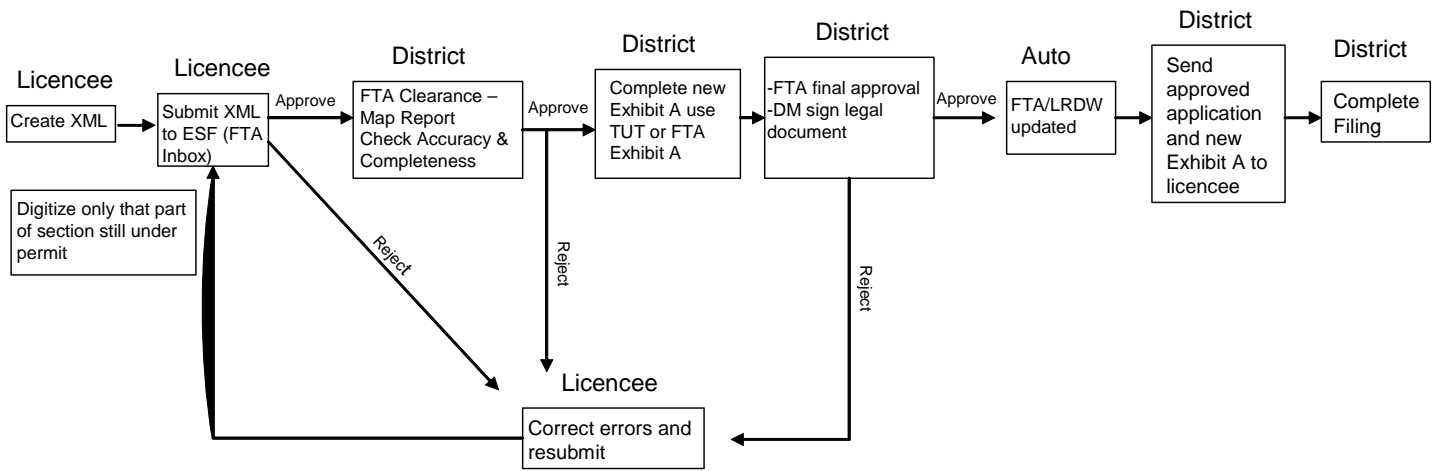 Licencee
Create XML
Licencee
Submit XML
to ESF (FTA
Inbox)
Approve
District
FTA Clearance –
Map Report
Check Accuracy &
Completeness
Approve
District
Complete new
Exhibit A use
TUT or FTA
Exhibit A
District
-FTA final approval
-DM sign legal
document
Approve
Auto
FTA/LRDW
updated
District
Send
approved
application
and new
Exhibit A to
licencee
District
Complete
Filing
Digitize only that part
of section still under
permit
Reject
Reject
Reject
Licencee
Correct errors and
resubmit